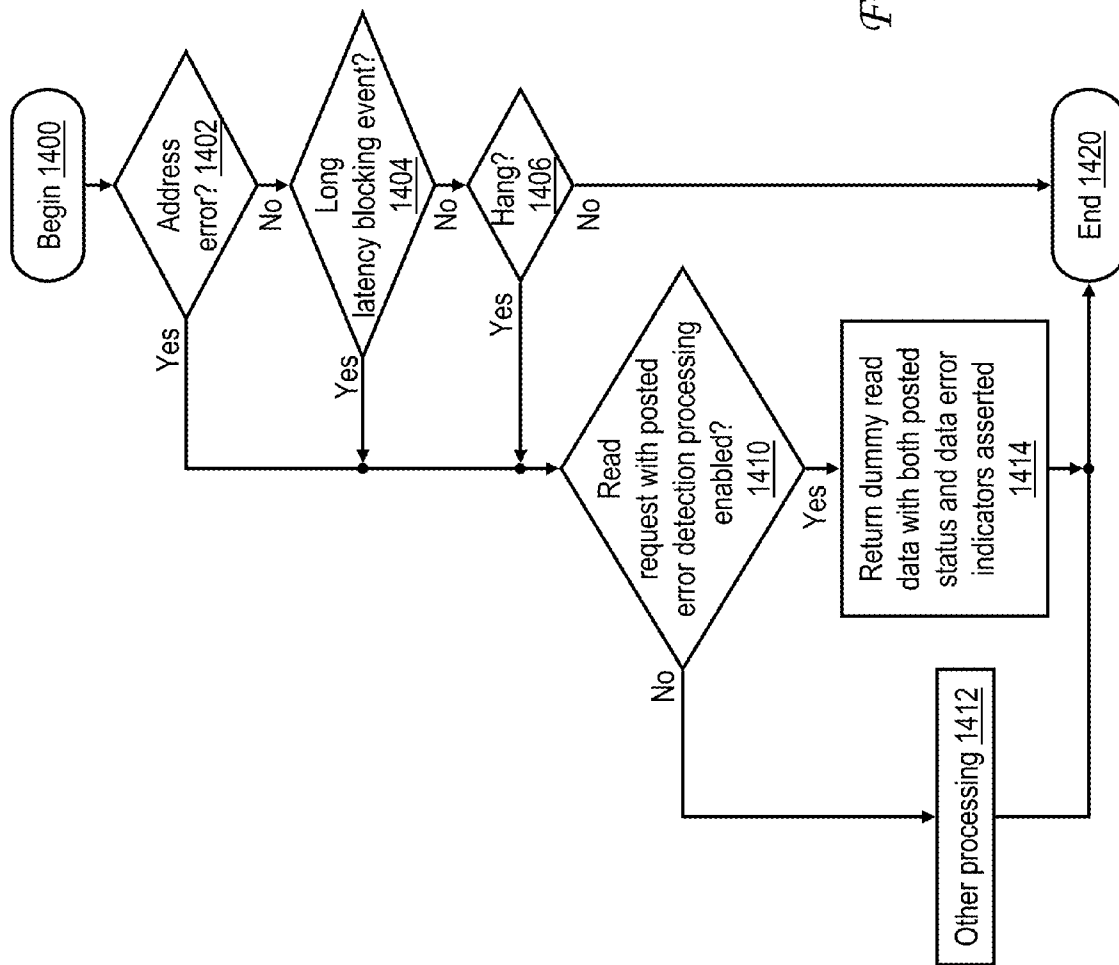 Begin 1400
Address
error? 1402
Yes
No
Long
latency blocking event?
1404
Yes
No
Hang?
1406
Yes
No
Read
request with posted
error detection processing
enabled?
1410
No
Yes
Other processing 1412
Return dummy read
data with both posted
status and data error
indicators asserted
1414
End 1420
F